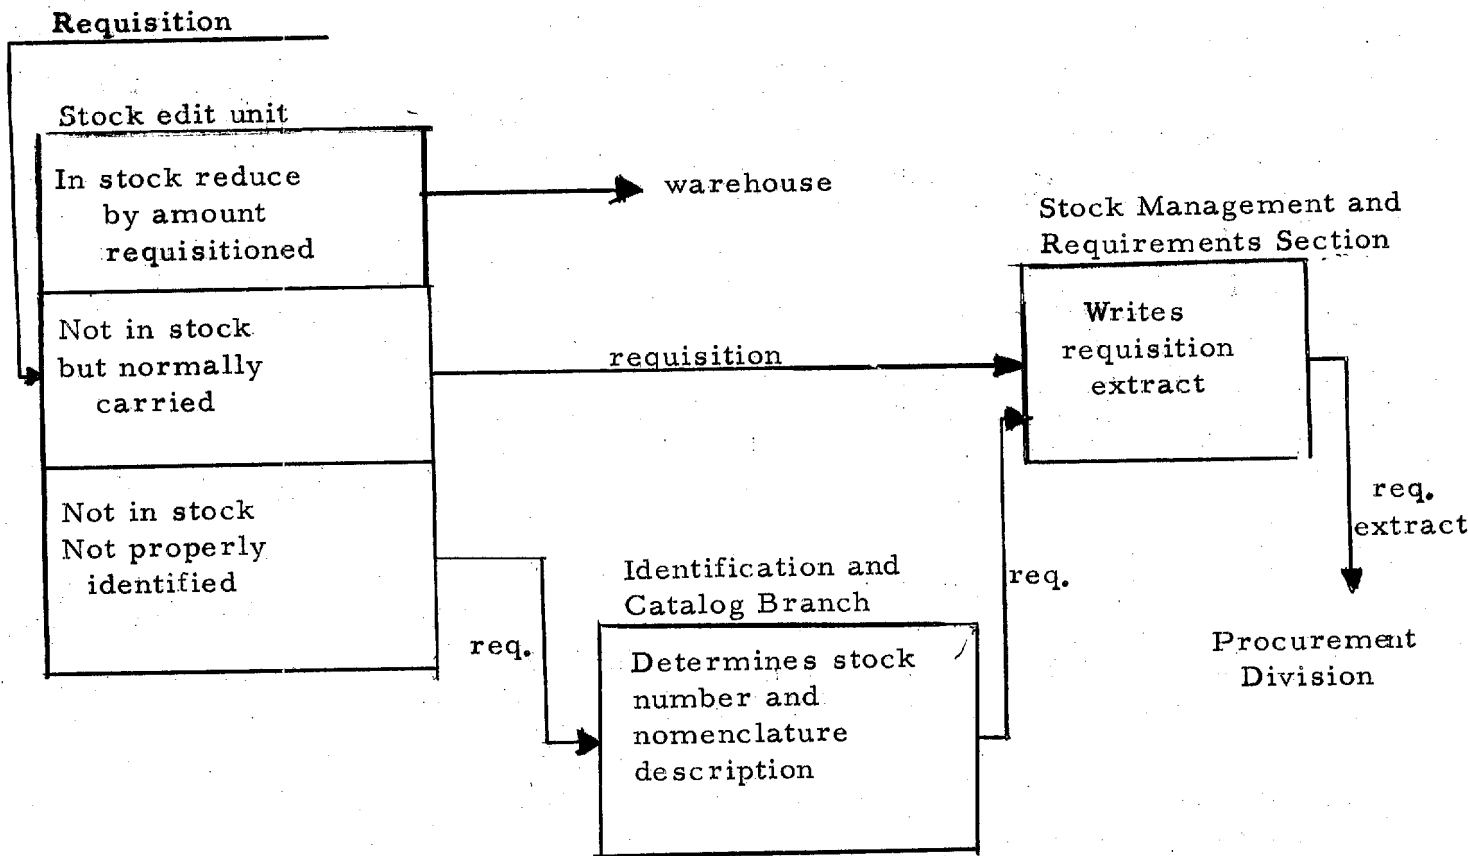 Requisition
Stock edit unit
In stock reduce
by amount
requisitioned
warehouse
Not in stock
but normally
carried
requisition
Stock Management and
Requirements Section
Writes
requisition
extract
Not in stock
Not properly
identified
req.
Identification and
Catalog Branch
Determines stock
number and
nomenclature
description
req.
req.
extract
Procurement
Division